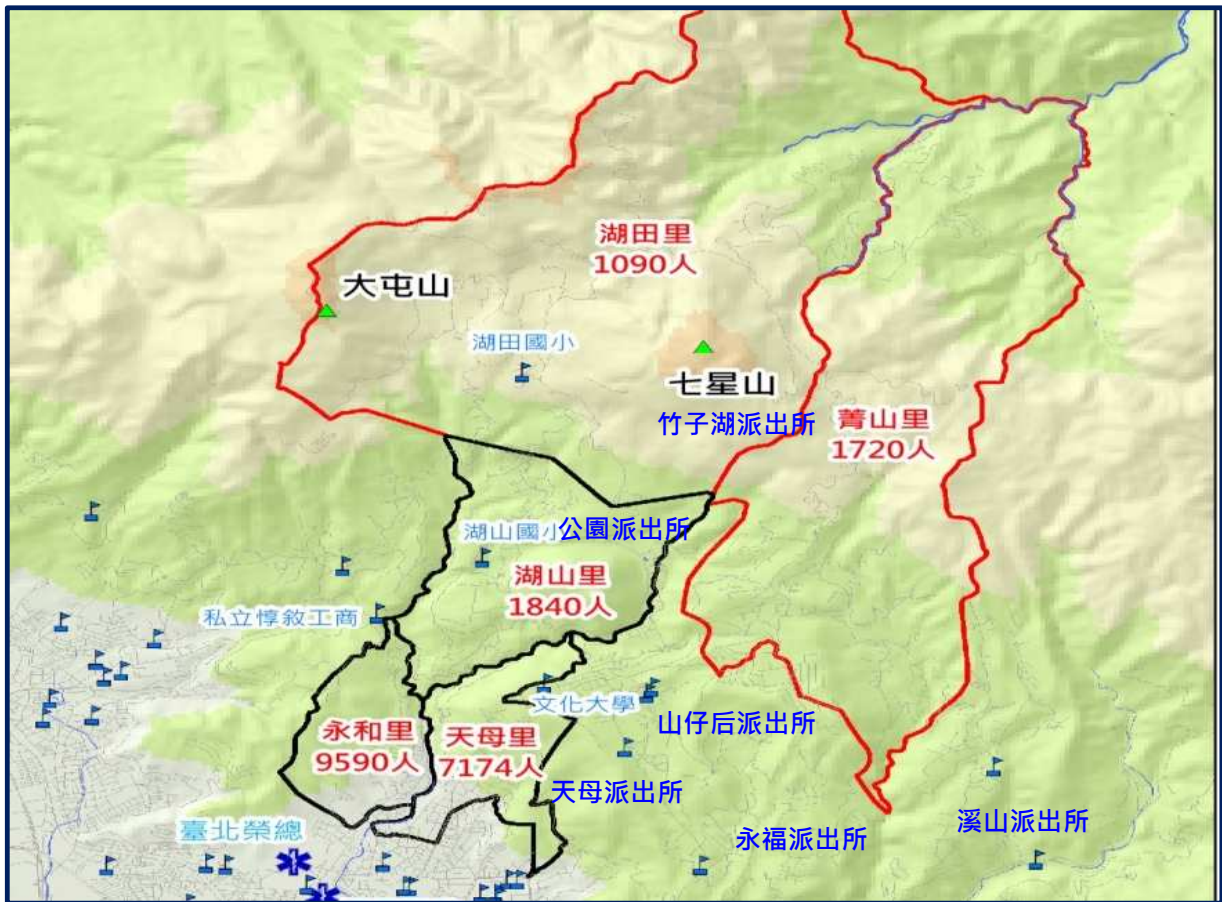 湖田里
1090人
大屯山
湖田國小
七星山
竹子湖派出所
菁山里
1720人
湖山國小
公園派出所
湖山里
1840人
私立惇敘工商
文化大學
永和里
9590人
天母里
7174人
山仔后派出所
天母派出所
臺北榮總
永福派出所
溪山派出所